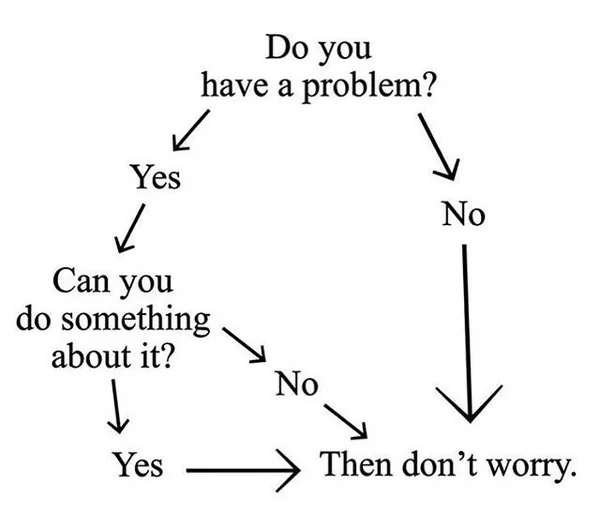 Do you
have a problem?
Yes
No
Can you
do something
about it?
No
Yes
Then don’t worry.